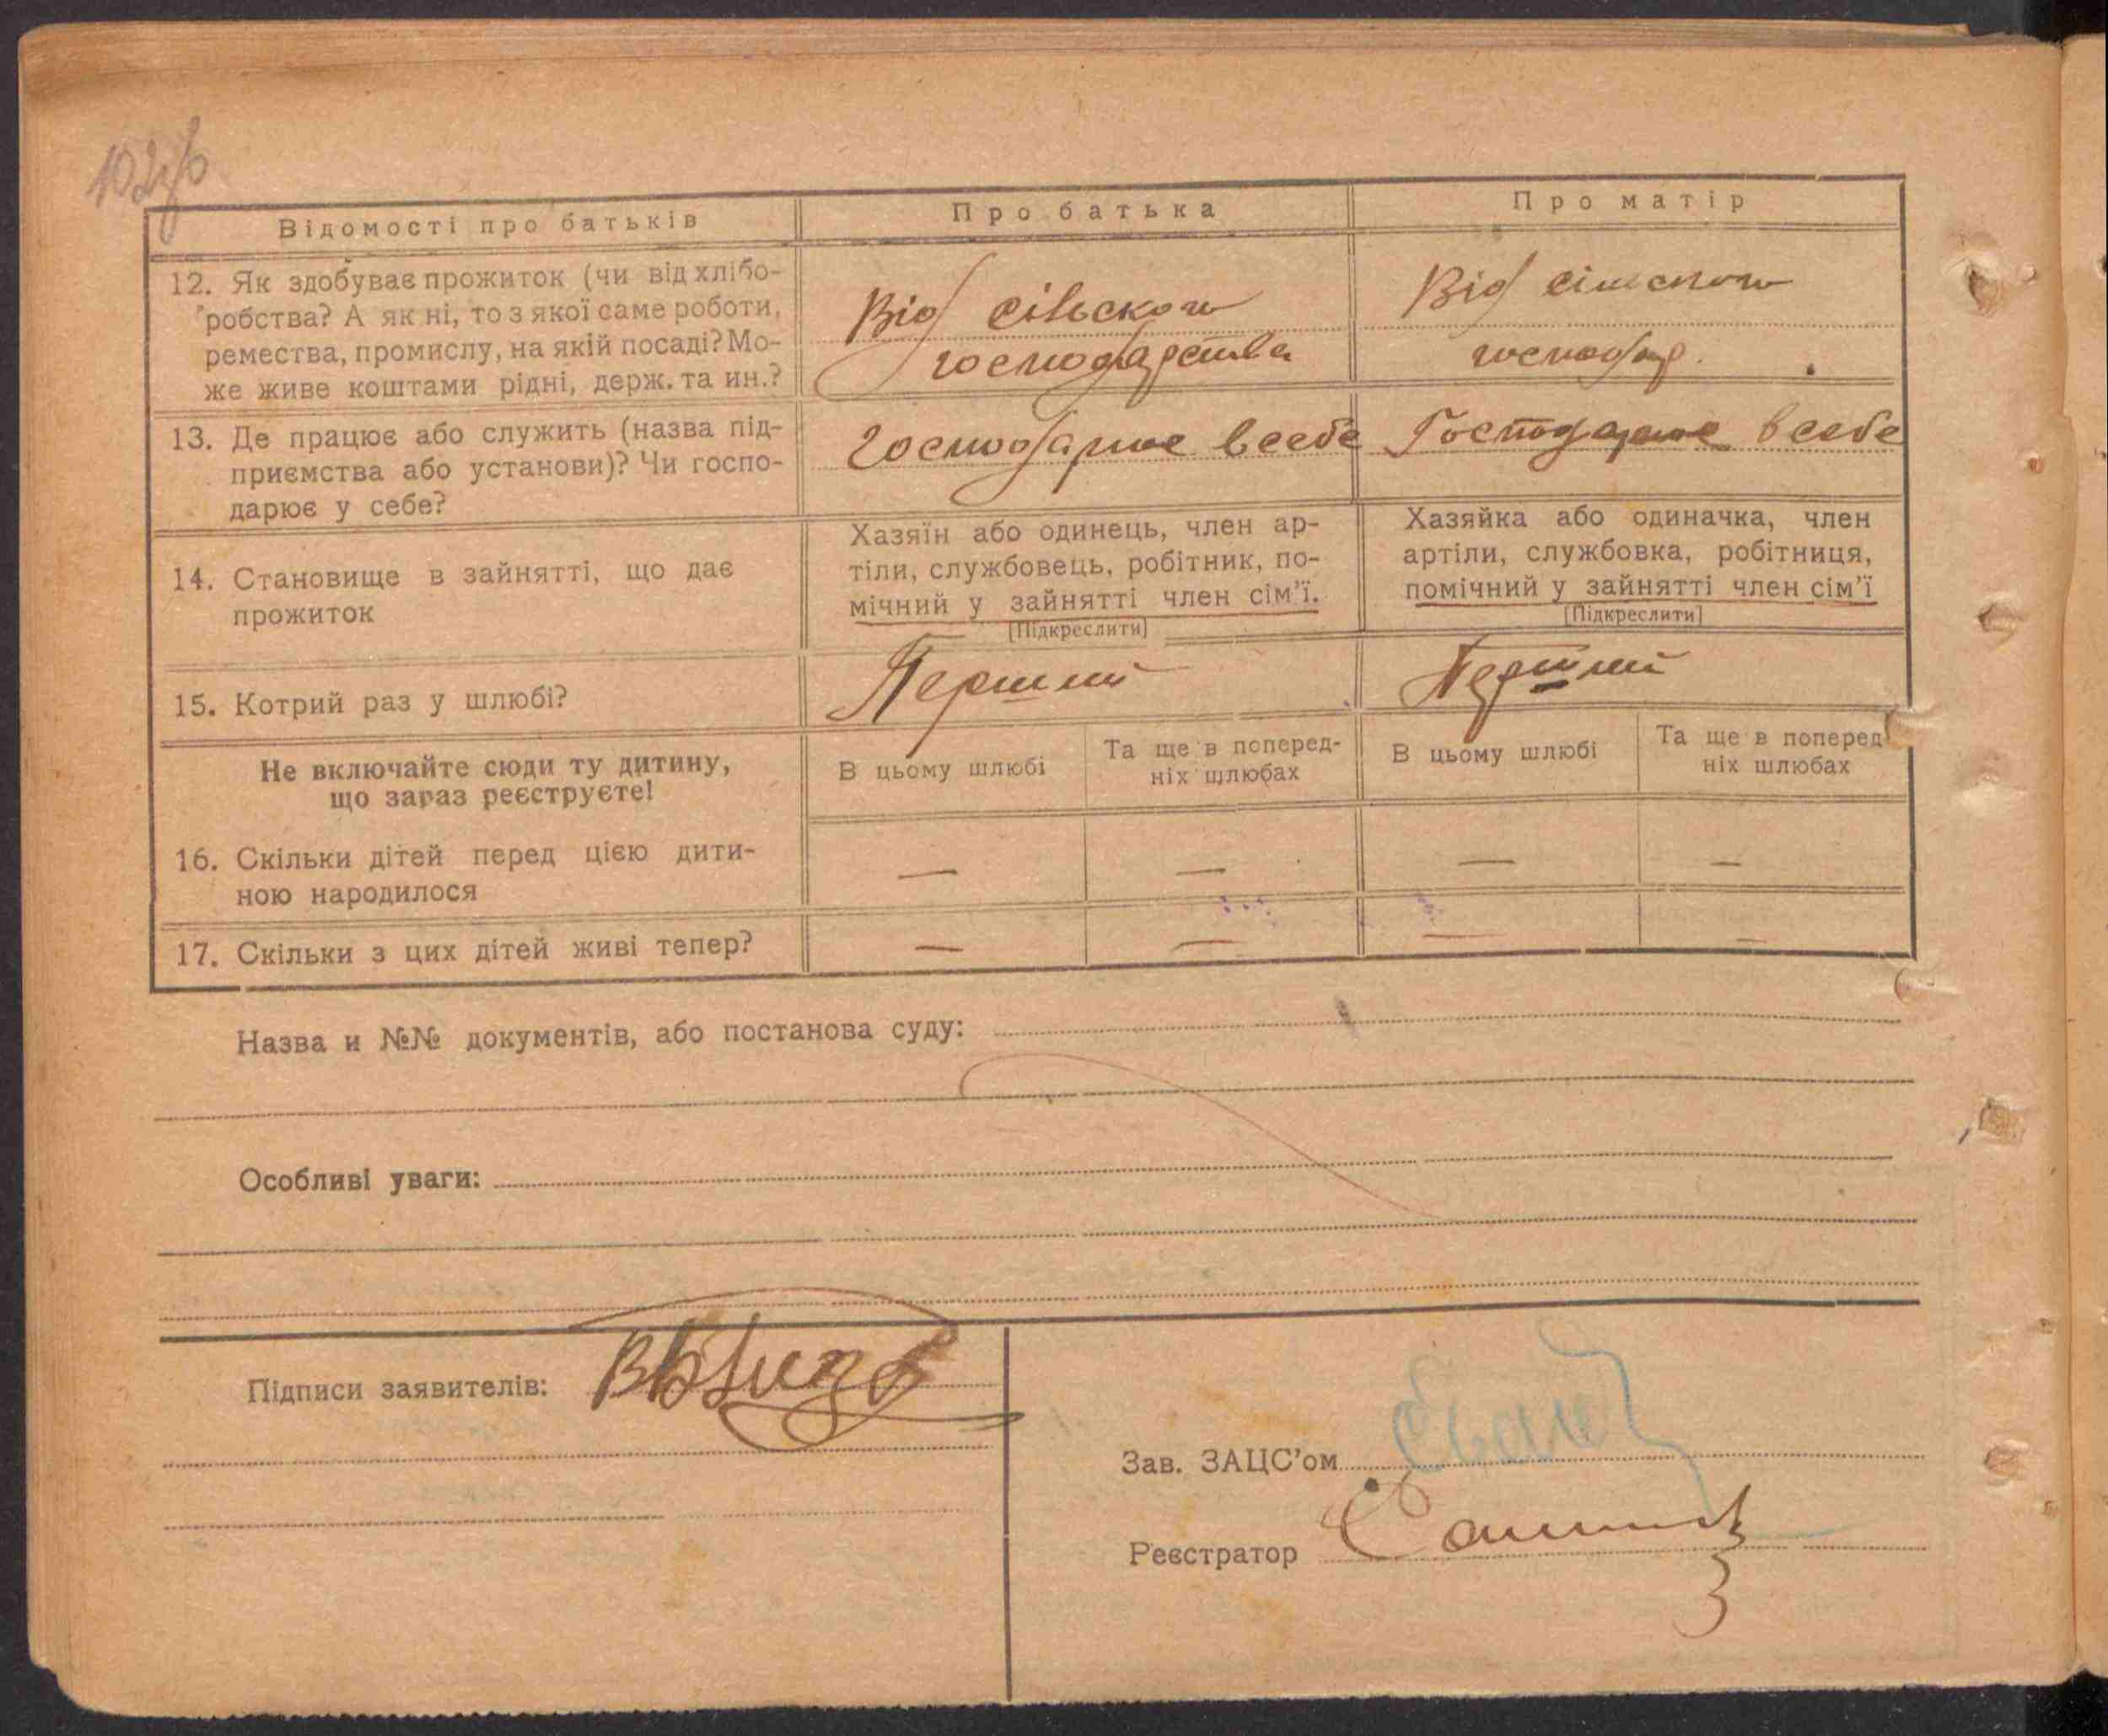 102зв
Відомості про батьків
Про батька
Про матір
12. Як здобуває прожиток (чи від хлібо-
робства? А як ні, то з якої саме роботи,
ремества, промислу, на якій посаді? Мо-
же живе коштами рідні, держ. та ин.?
Від сільского
господарства
Від сільского
господар.
13. Де працює або служить (назва під-
приємства або установи)? Чи госпо-
дарює у себе?
Господарює в себе
Господарює в себе
14. Становище в зайнятті, що дає
прожиток
Хазяїн або одинець, член ар-
тіли, службовець, робітник, по-
мічний у зайнятті член сім'ї.
[Підкреслити]
Хазяйка або одиначка, член
артіли, службовка, робітниця,
помічний у зайнятті член сім'ї
[Підкреслити]
15. Котрий раз у шлюбі?
Перший
Перший
Не включайте сюди ту дитину,
що зараз реєструєте!
В цьому шлюбі
Та ще в поперед-
ніх шлюбах
В цьому шлюбі
Та ще в поперед
ніх шлюбах
16. Скільки дітей перед цією дити-
ною народилося
—
—
—
—
17. Скільки з цих дітей живі тепер?
—
—
—
—
Назва и №№ документів, або постанова суду:
Особливі уваги:
Підписи заявителів:
Зав. ЗАЦС'ом
Реєстратор